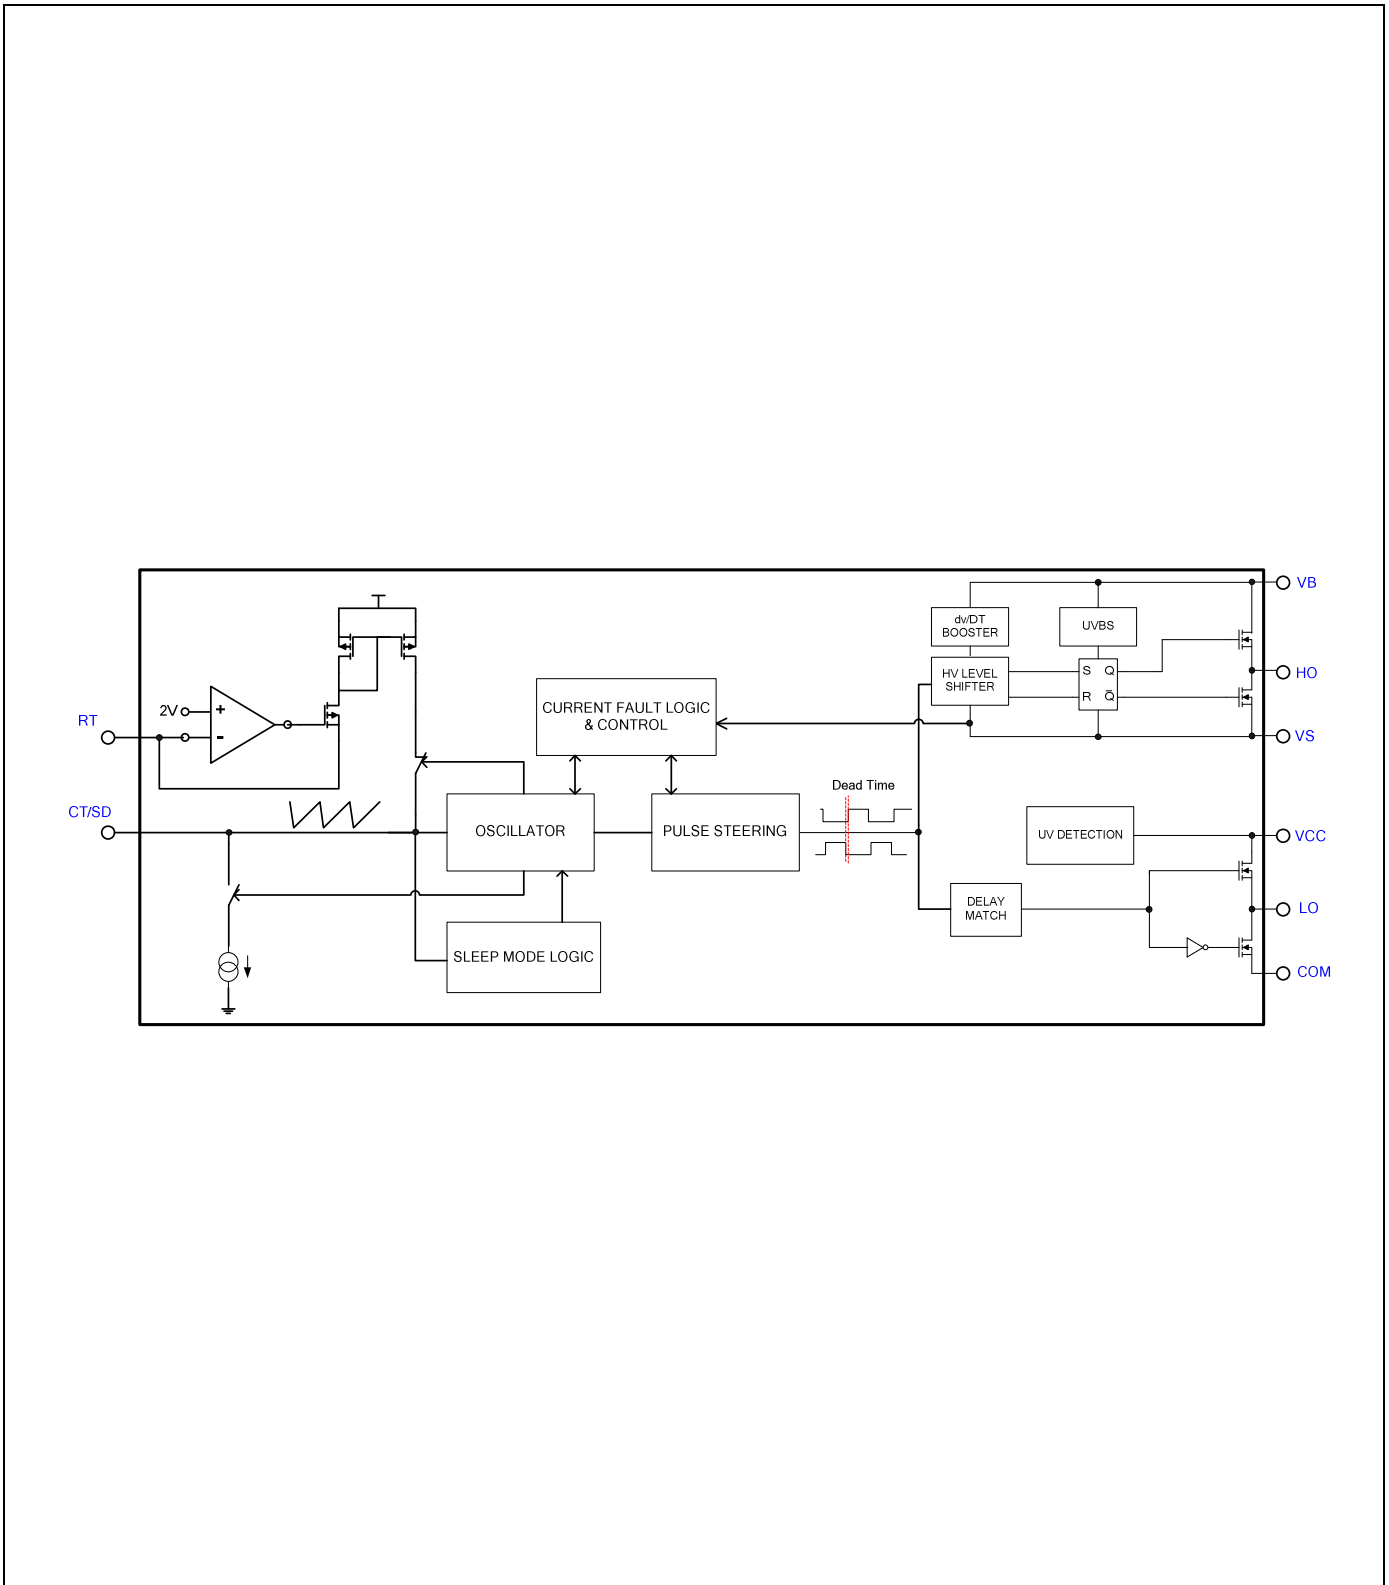 VB
dv/DT
BOOSTER
UVBS
HV LEVEL
SHIFTER
S Q
R Q̅
HO
CURRENT FAULT LOGIC
& CONTROL
2V
+
-
RT
VS
Dead Time
CT/SD
OSCILLATOR
PULSE STEERING
UV DETECTION
VCC
DELAY
MATCH
LO
SLEEP MODE LOGIC
COM